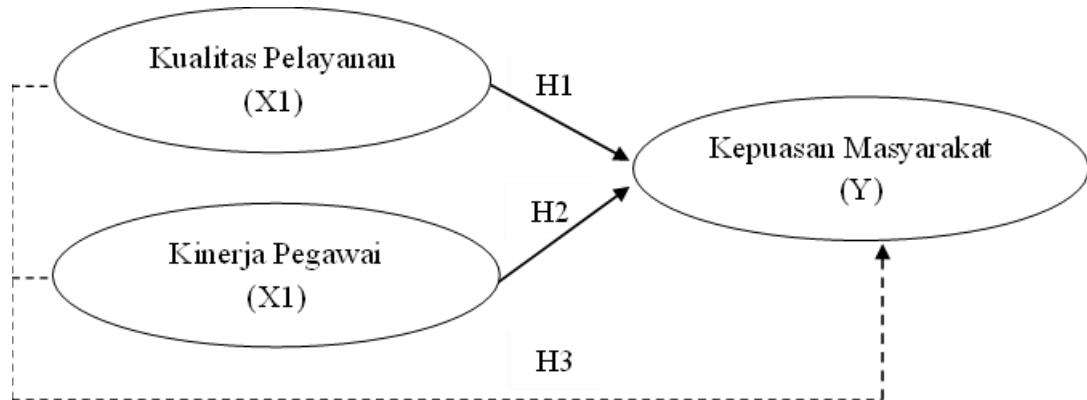 Kualitas Pelayanan
(X1)
H1
Kepuasan Masyarakat
(Y)
H2
Kinerja Pegawai
(X1)
H3